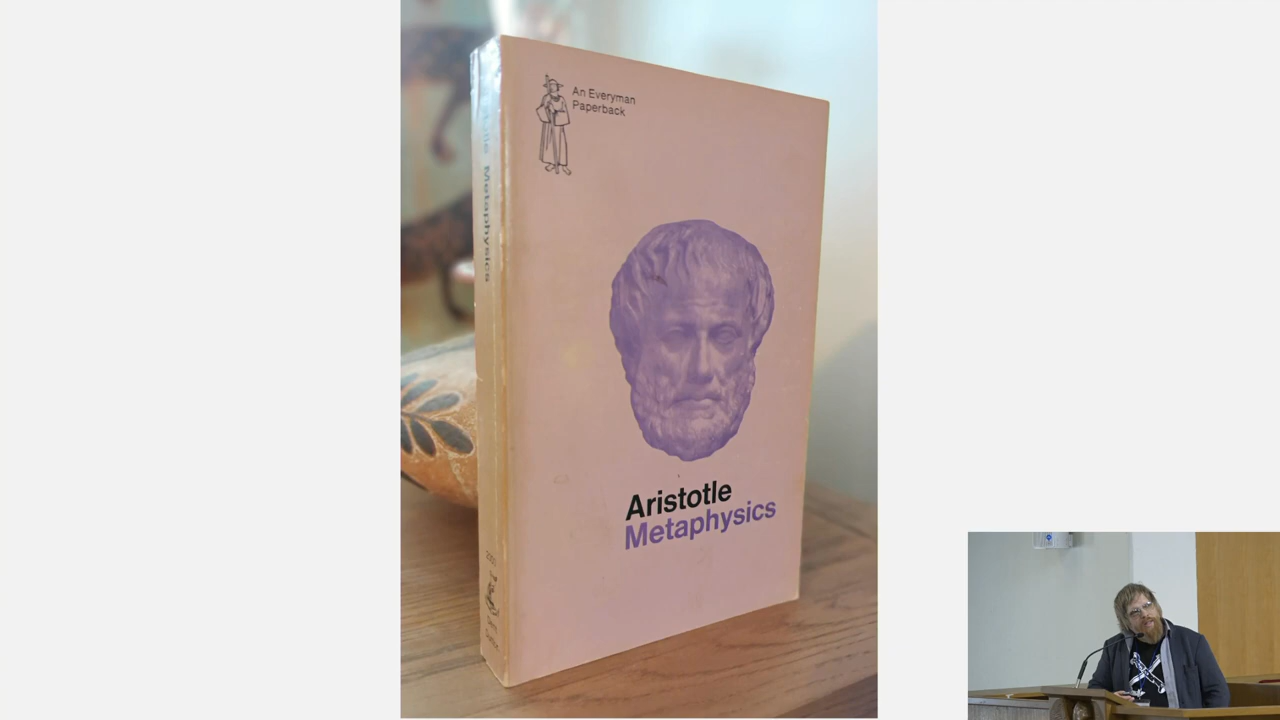 An Everyman
Paperback
Aristotle
Metaphysics
Metaphysics